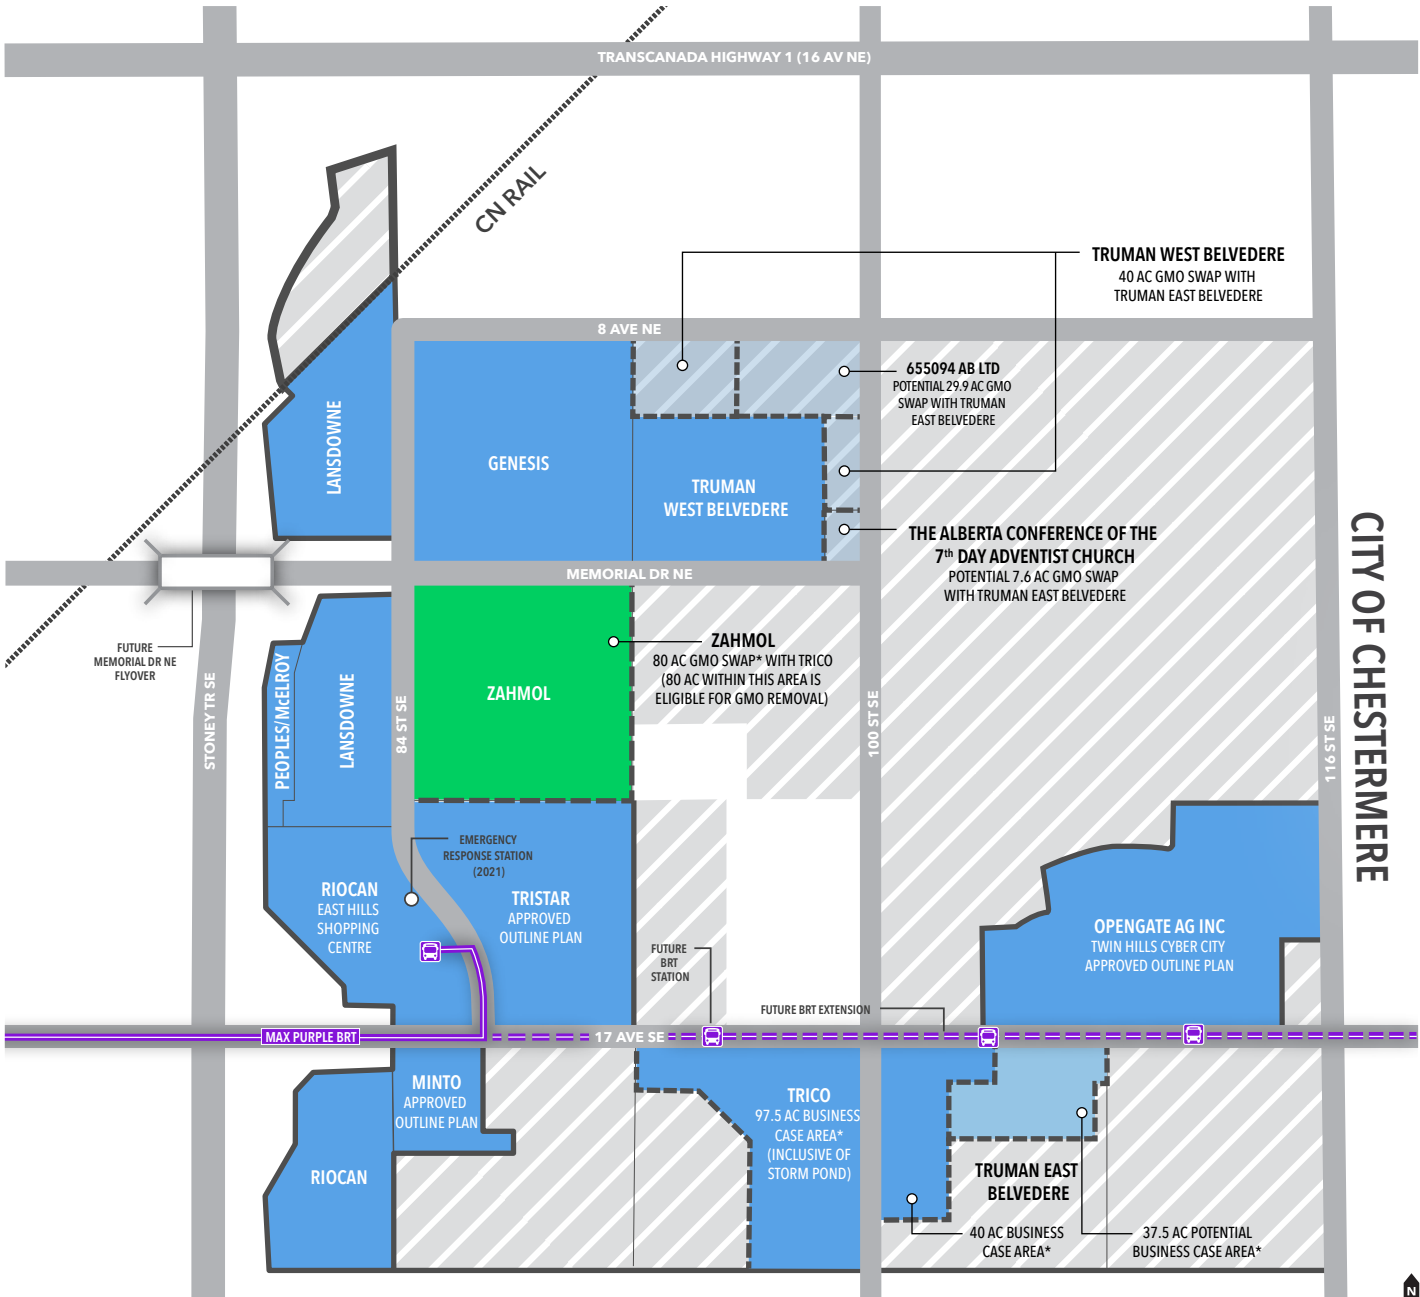 TRANSCANADA HIGHWAY 1 (16 AV NE)
CN RAIL
TRUMAN WEST BELVEDERE
40 AC GMO SWAP WITH
TRUMAN EAST BELVEDERE
8 AVE NE
655094 AB LTD
POTENTIAL 29.9 AC GMO
SWAP WITH TRUMAN
EAST BELVEDERE
LANSDOWNE
GENESIS
TRUMAN
WEST BELVEDERE
THE ALBERTA CONFERENCE OF THE
7th DAY ADVENTIST CHURCH
POTENTIAL 7.6 AC GMO SWAP
WITH TRUMAN EAST BELVEDERE
CITY OF CHESTERMERE
MEMORIAL DR NE
FUTURE
MEMORIAL DR NE
FLYOVER
STONEY TR SE
PEOPLES/McELROY
LANSDOWNE
84 ST SE
ZAHMOL
ZAHMOL
80 AC GMO SWAP* WITH TRICO
(80 AC WITHIN THIS AREA IS
ELIGIBLE FOR GMO REMOVAL)
100 ST SE
116 ST SE
EMERGENCY
RESPONSE STATION
(2021)
RIOCAN
EAST HILLS
SHOPPING
CENTRE
TRISTAR
APPROVED
OUTLINE PLAN
FUTURE
BRT
STATION
OPENGATE AG INC
TWIN HILLS CYBER CITY
APPROVED OUTLINE PLAN
FUTURE BRT EXTENSION
MAX PURPLE BRT
17 AVE SE
MINTO
APPROVED
OUTLINE PLAN
RIOCAN
TRICO
97.5 AC BUSINESS
CASE AREA*
(INCLUSIVE OF
STORM POND)
TRUMAN EAST
BELVEDERE
40 AC BUSINESS
CASE AREA*
37.5 AC POTENTIAL
BUSINESS CASE AREA*
N